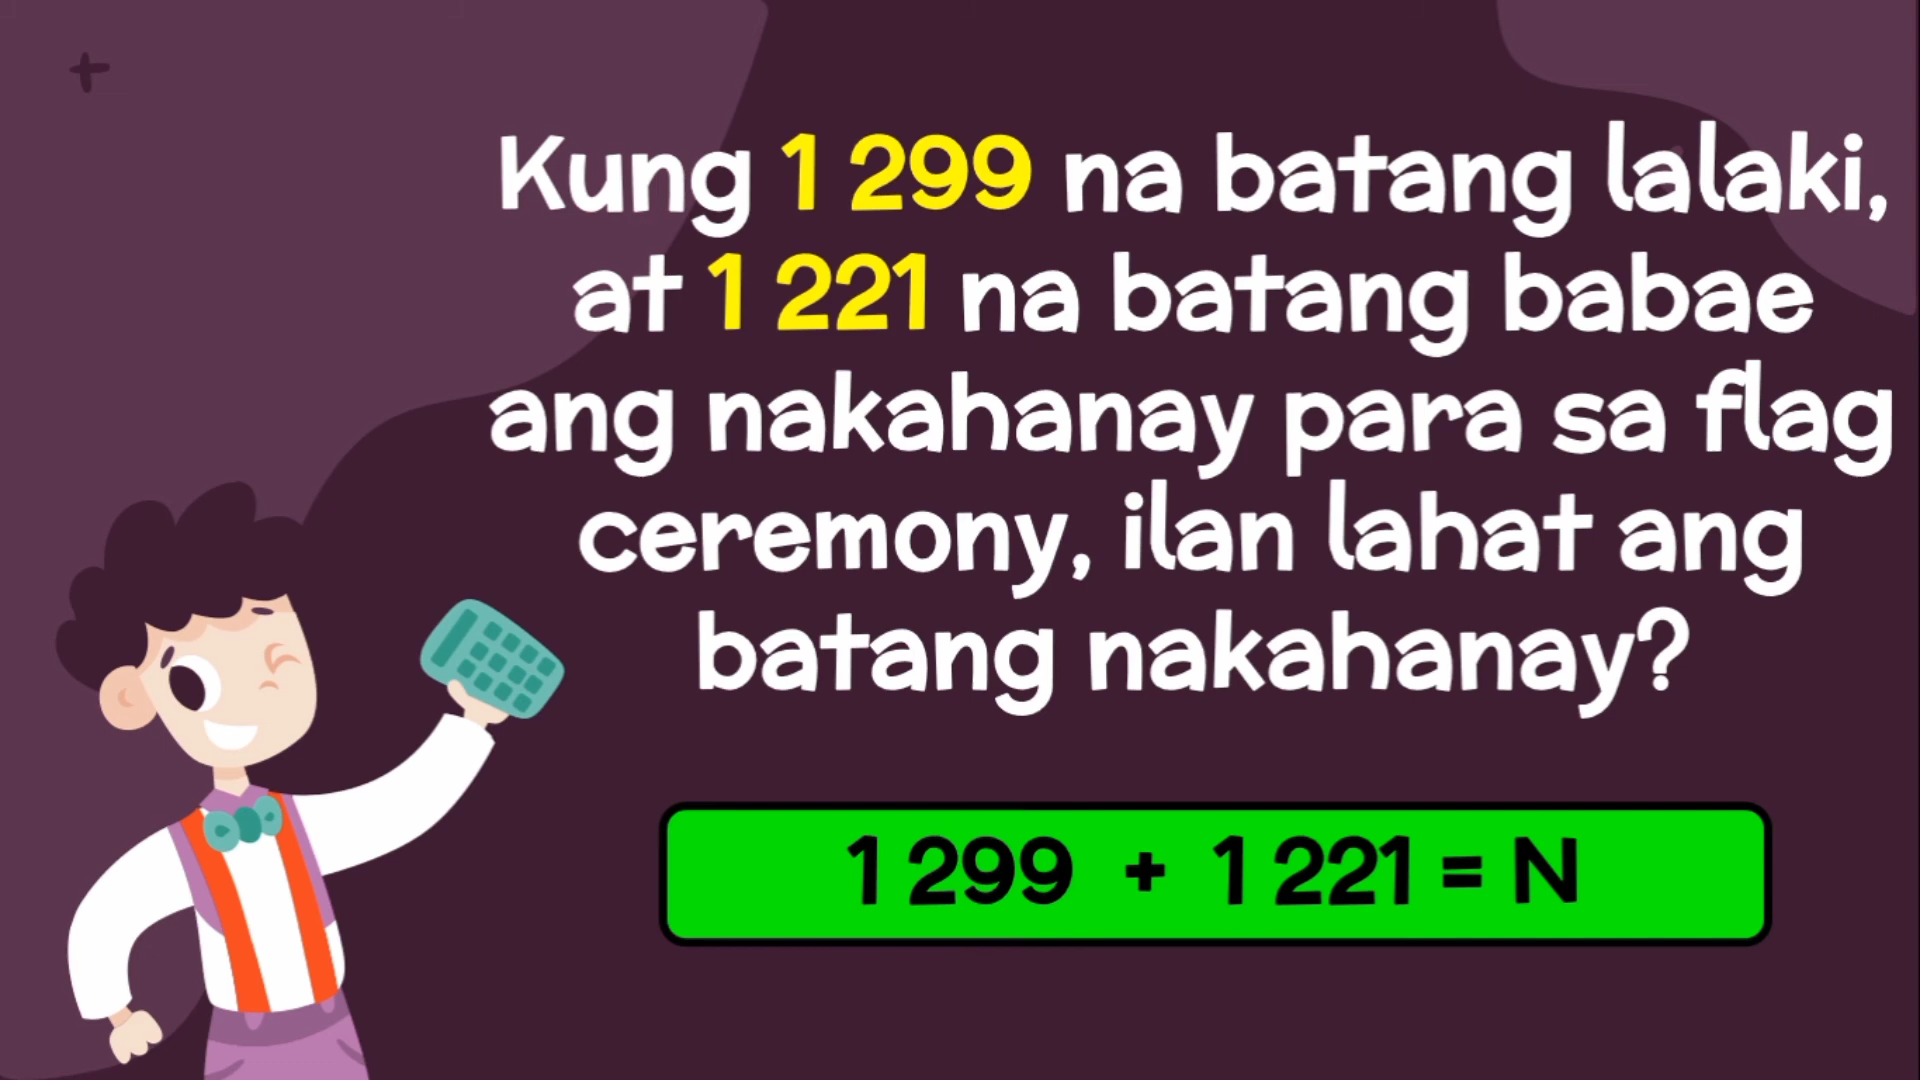 Kung 1 299 na batang lalaki,
at 1 221 na batang babae
ang nakahanay para sa flag
ceremony, ilan lahat ang
batang nakahanay?
1 299 + 1 221 = N